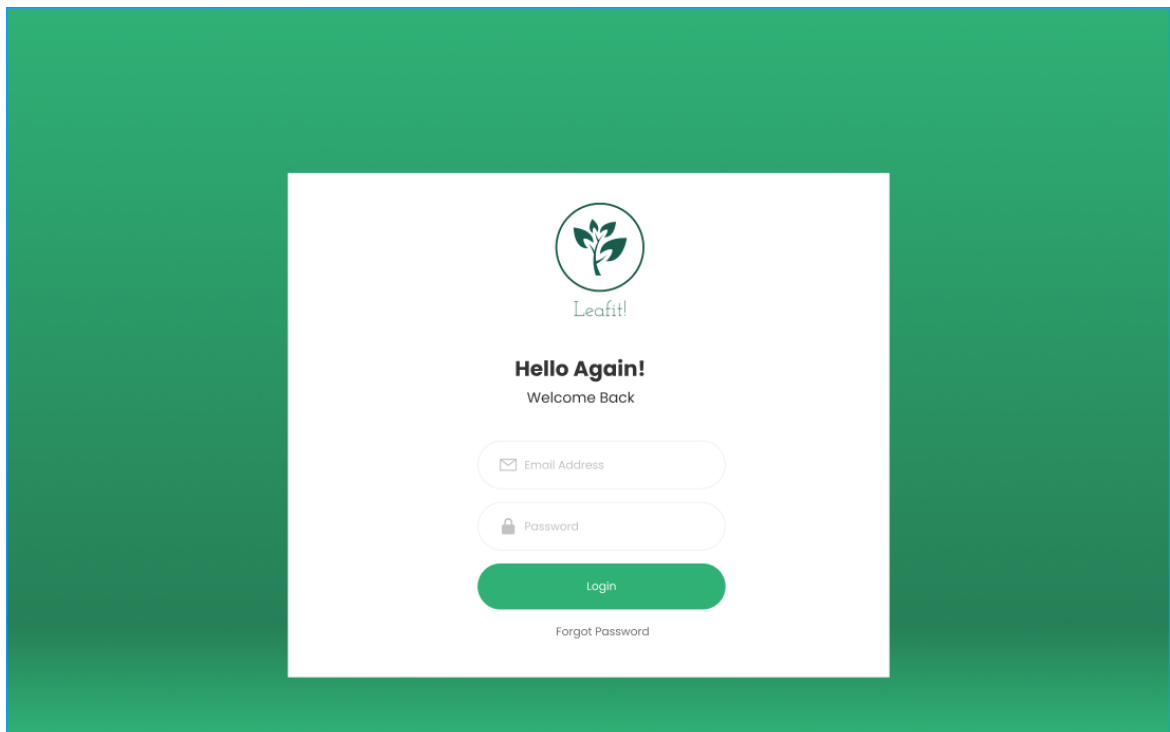 Leafit!
Hello Again!
Welcome Back
Email Address
Password
Login
Forgot Password